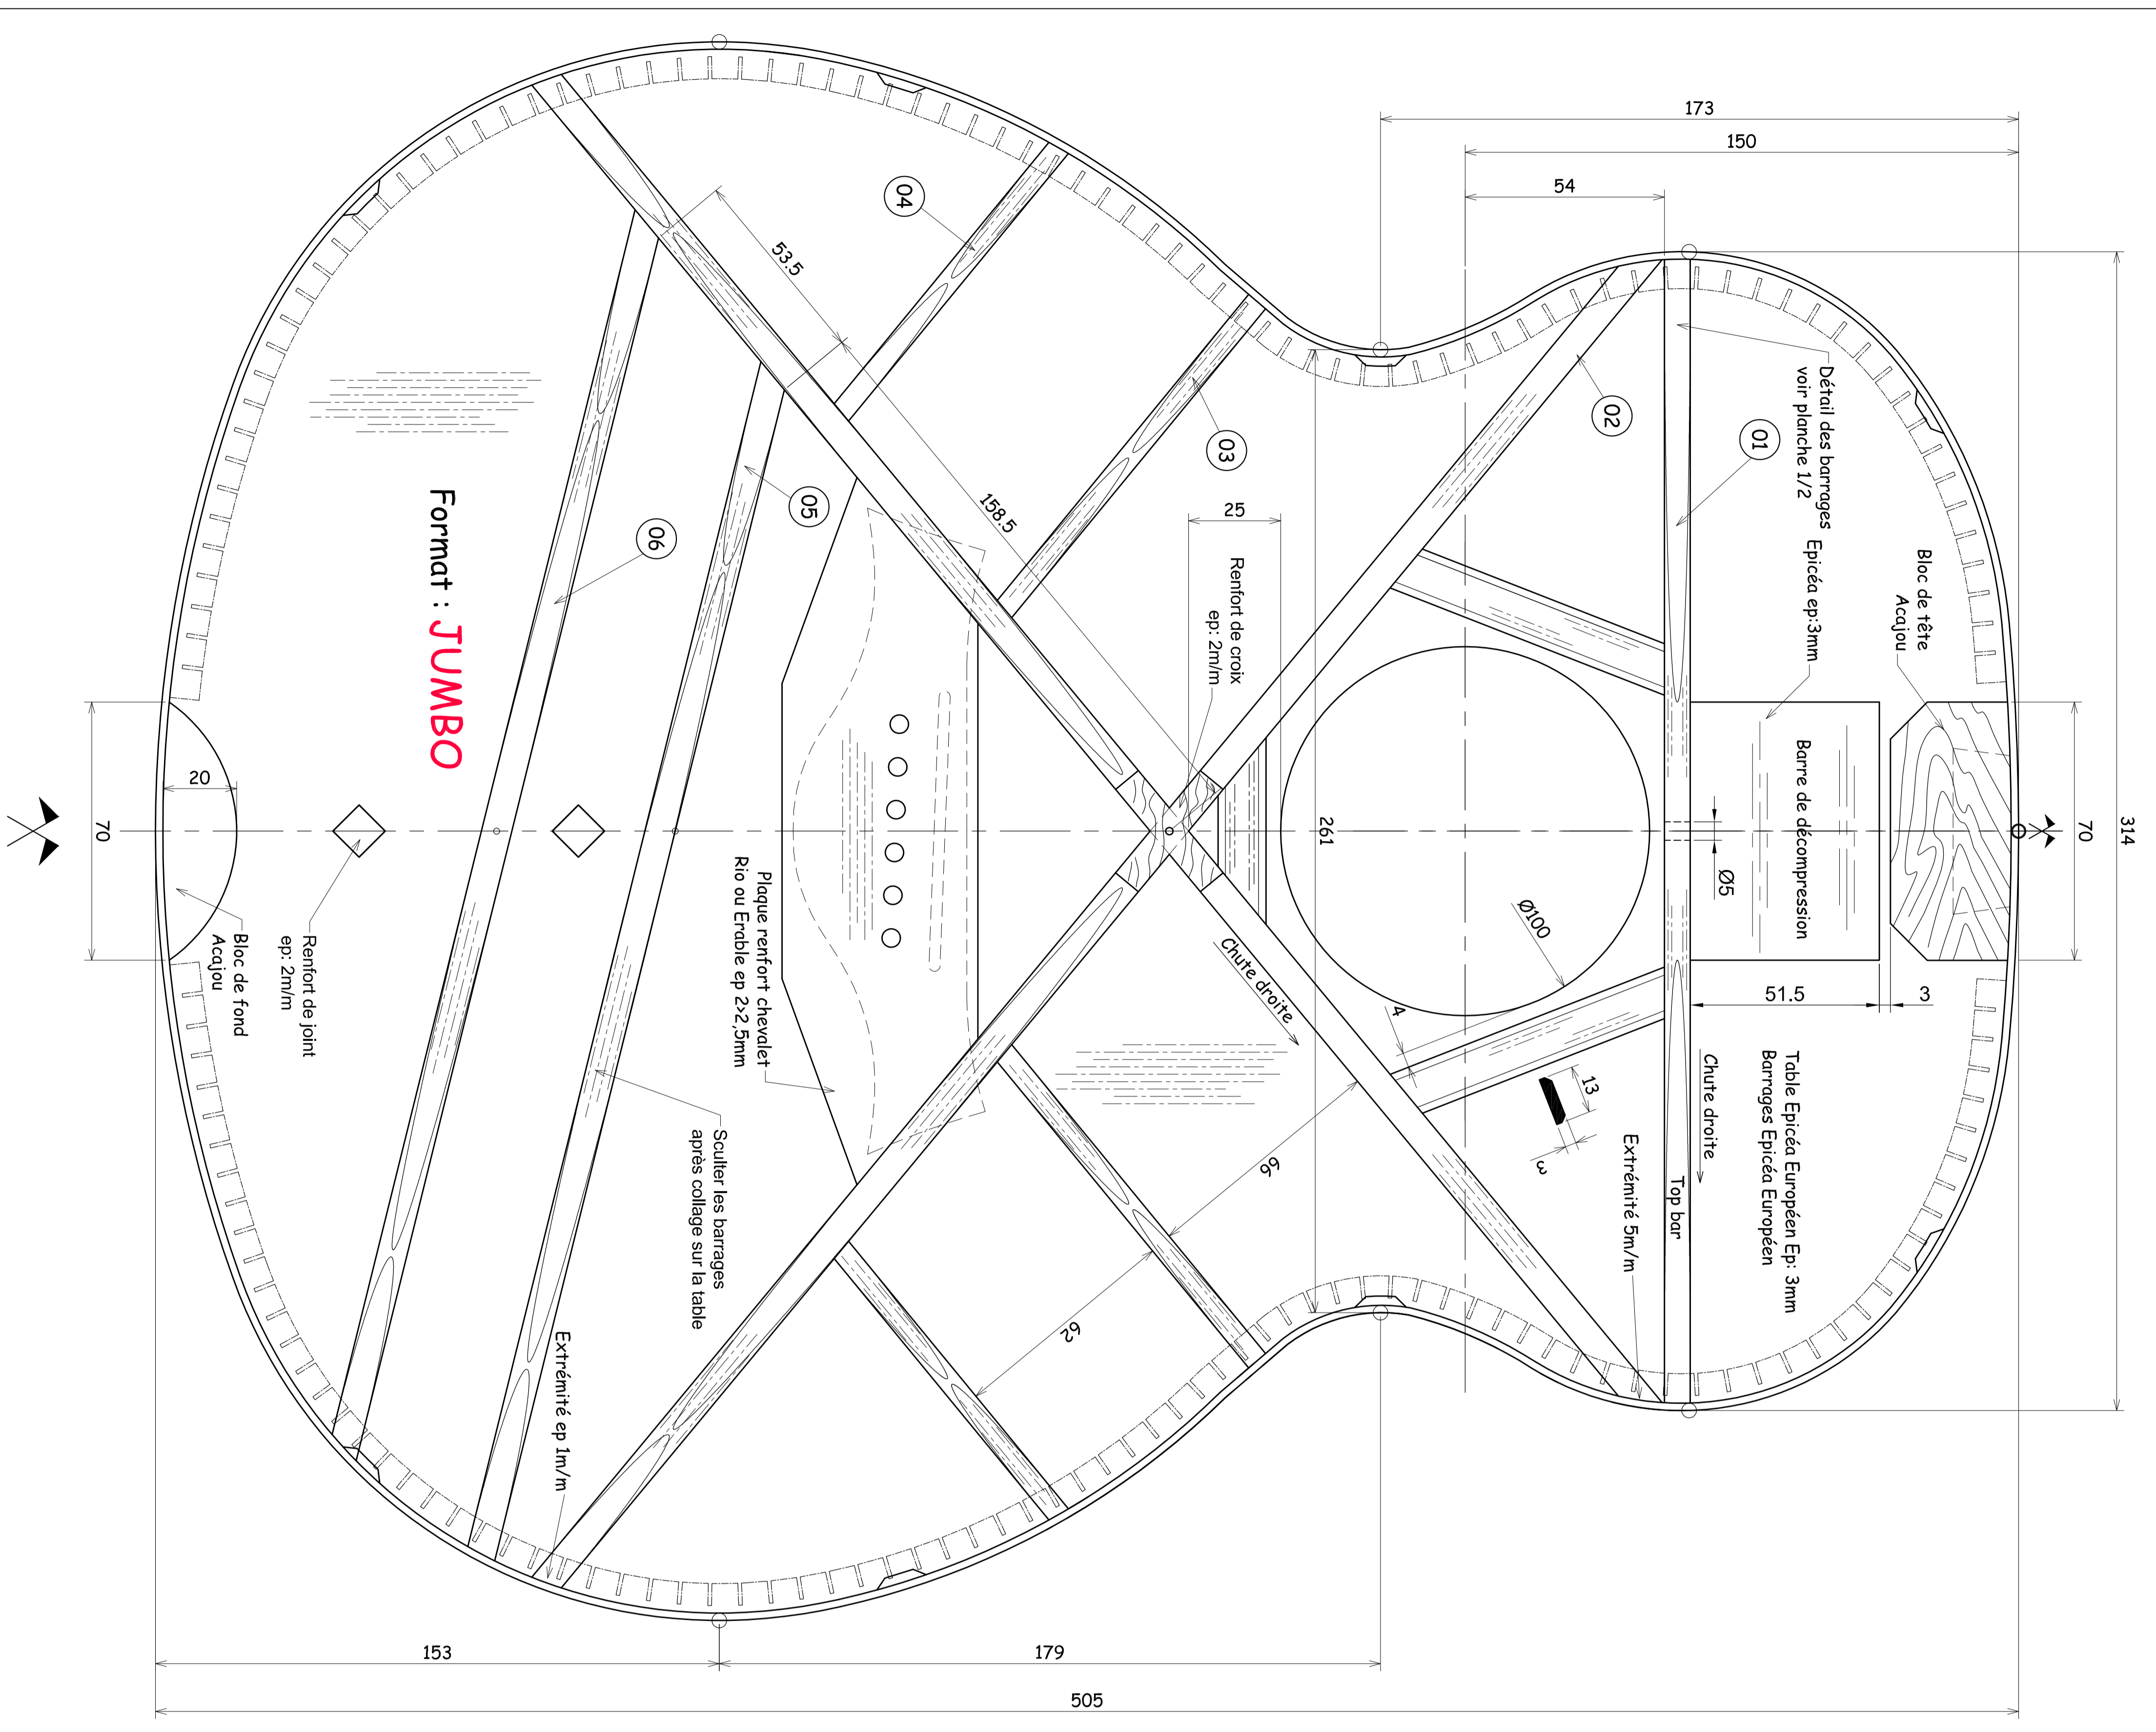 173
150
54
314
70
Bloc de tête
Acajou
Epicéa ep:3mm
Détail des barrages
voir planche 1/2
01
02
03
04
05
06
53.5
158.5
25
Renfort de croix
ep: 2m/m
261
Barre de décompression
Ø5
Ø100
51.5
3
Table Epicéa Européen Ep: 3mm
Barrages Epicéa Européen
Chute droite
Top bar
Extrémité 5m/m
Chute droite
4
13
3
66
62
Format : JUMBO
Plaque renfort chevalet
Rio ou Erable ep 2>2,5mm
Sculter les barrages
après collage sur la table
Extrémité ep 1m/m
Renfort de joint
ep: 2m/m
Bloc de fond
Acajou
20
70
153
179
505